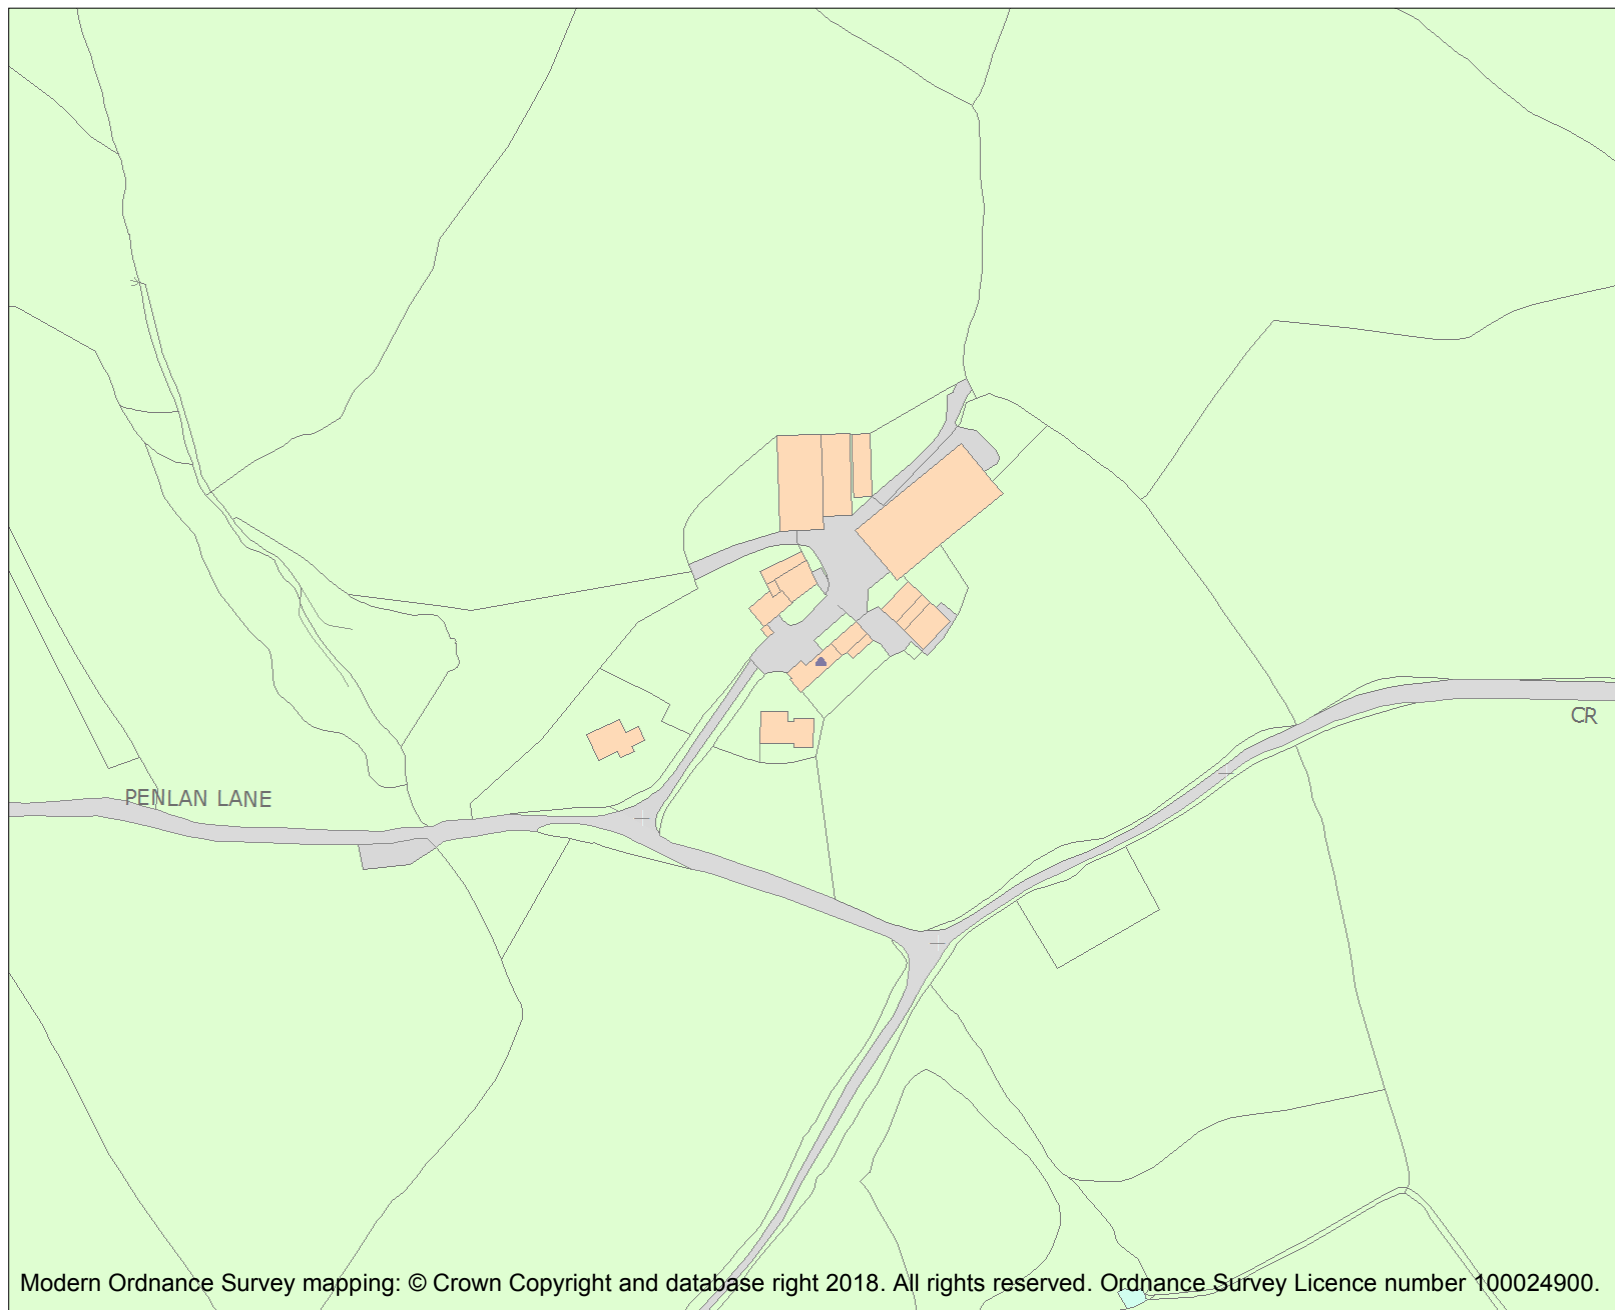 CR
PENLAN LANE
Modern Ordnance Survey mapping: © Crown Copyright and database right 2018. All rights reserved. Ordnance Survey Licence number 100024900.